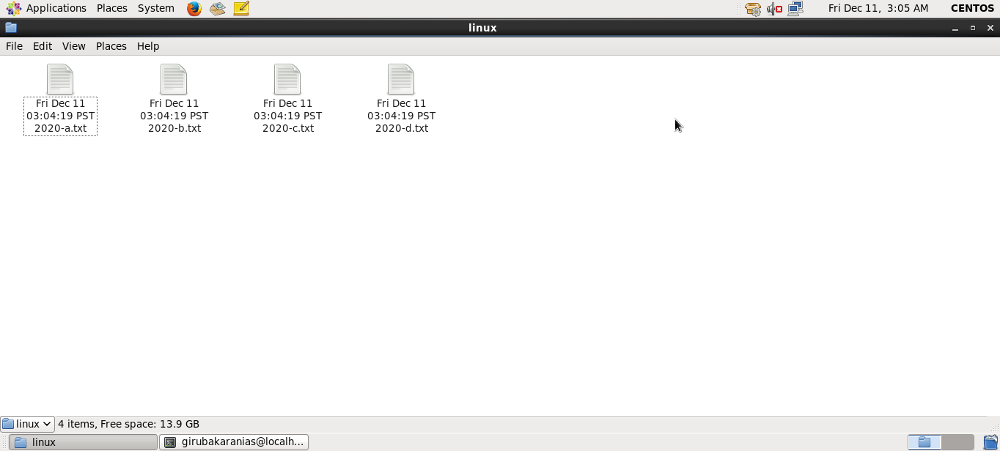 Applications Places System Fri Dec 11, 3:05 AM CENTOS
linux
File Edit View Places Help
Fri Dec 11
03:04:19 PST
2020-a.txt
Fri Dec 11
03:04:19 PST
2020-b.txt
Fri Dec 11
03:04:19 PST
2020-c.txt
Fri Dec 11
03:04:19 PST
2020-d.txt
linux 4 items, Free space: 13.9 GB
linux girubakaranias@localh...